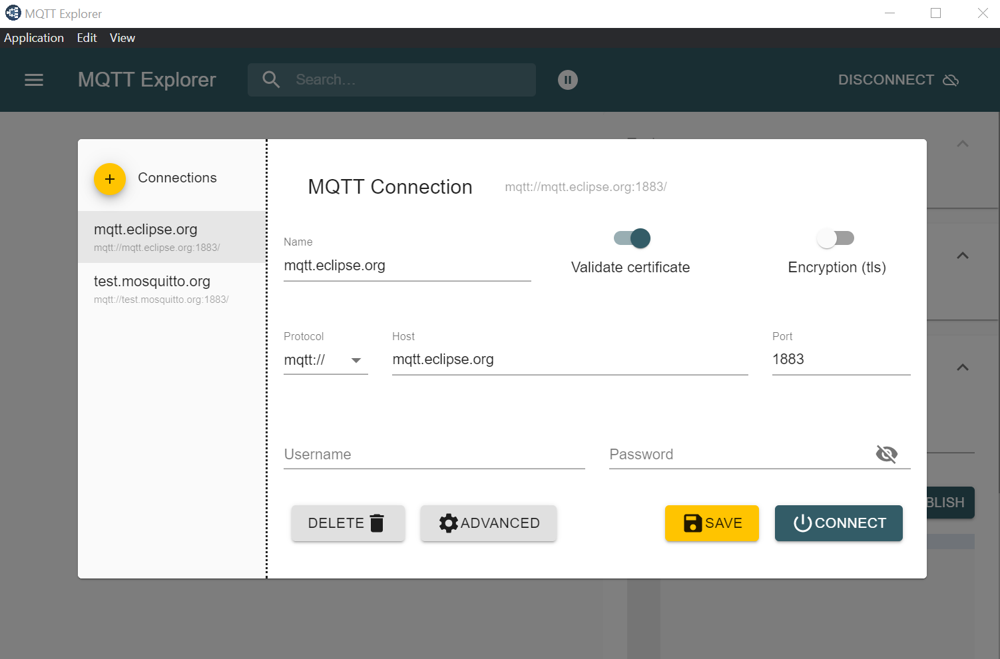 MQTT Explorer
Application Edit View
MQTT Explorer
Search...
DISCONNECT
Connections
mqtt.eclipse.org
mqtt://mqtt.eclipse.org:1883/
test.mosquitto.org
mqtt://test.mosquitto.org:1883/
MQTT Connection mqtt://mqtt.eclipse.org:1883/
Name
mqtt.eclipse.org
Validate certificate
Encryption (tls)
Protocol
mqtt://
Host
mqtt.eclipse.org
Port
1883
Username
Password
DELETE
ADVANCED
SAVE
CONNECT
BLISH